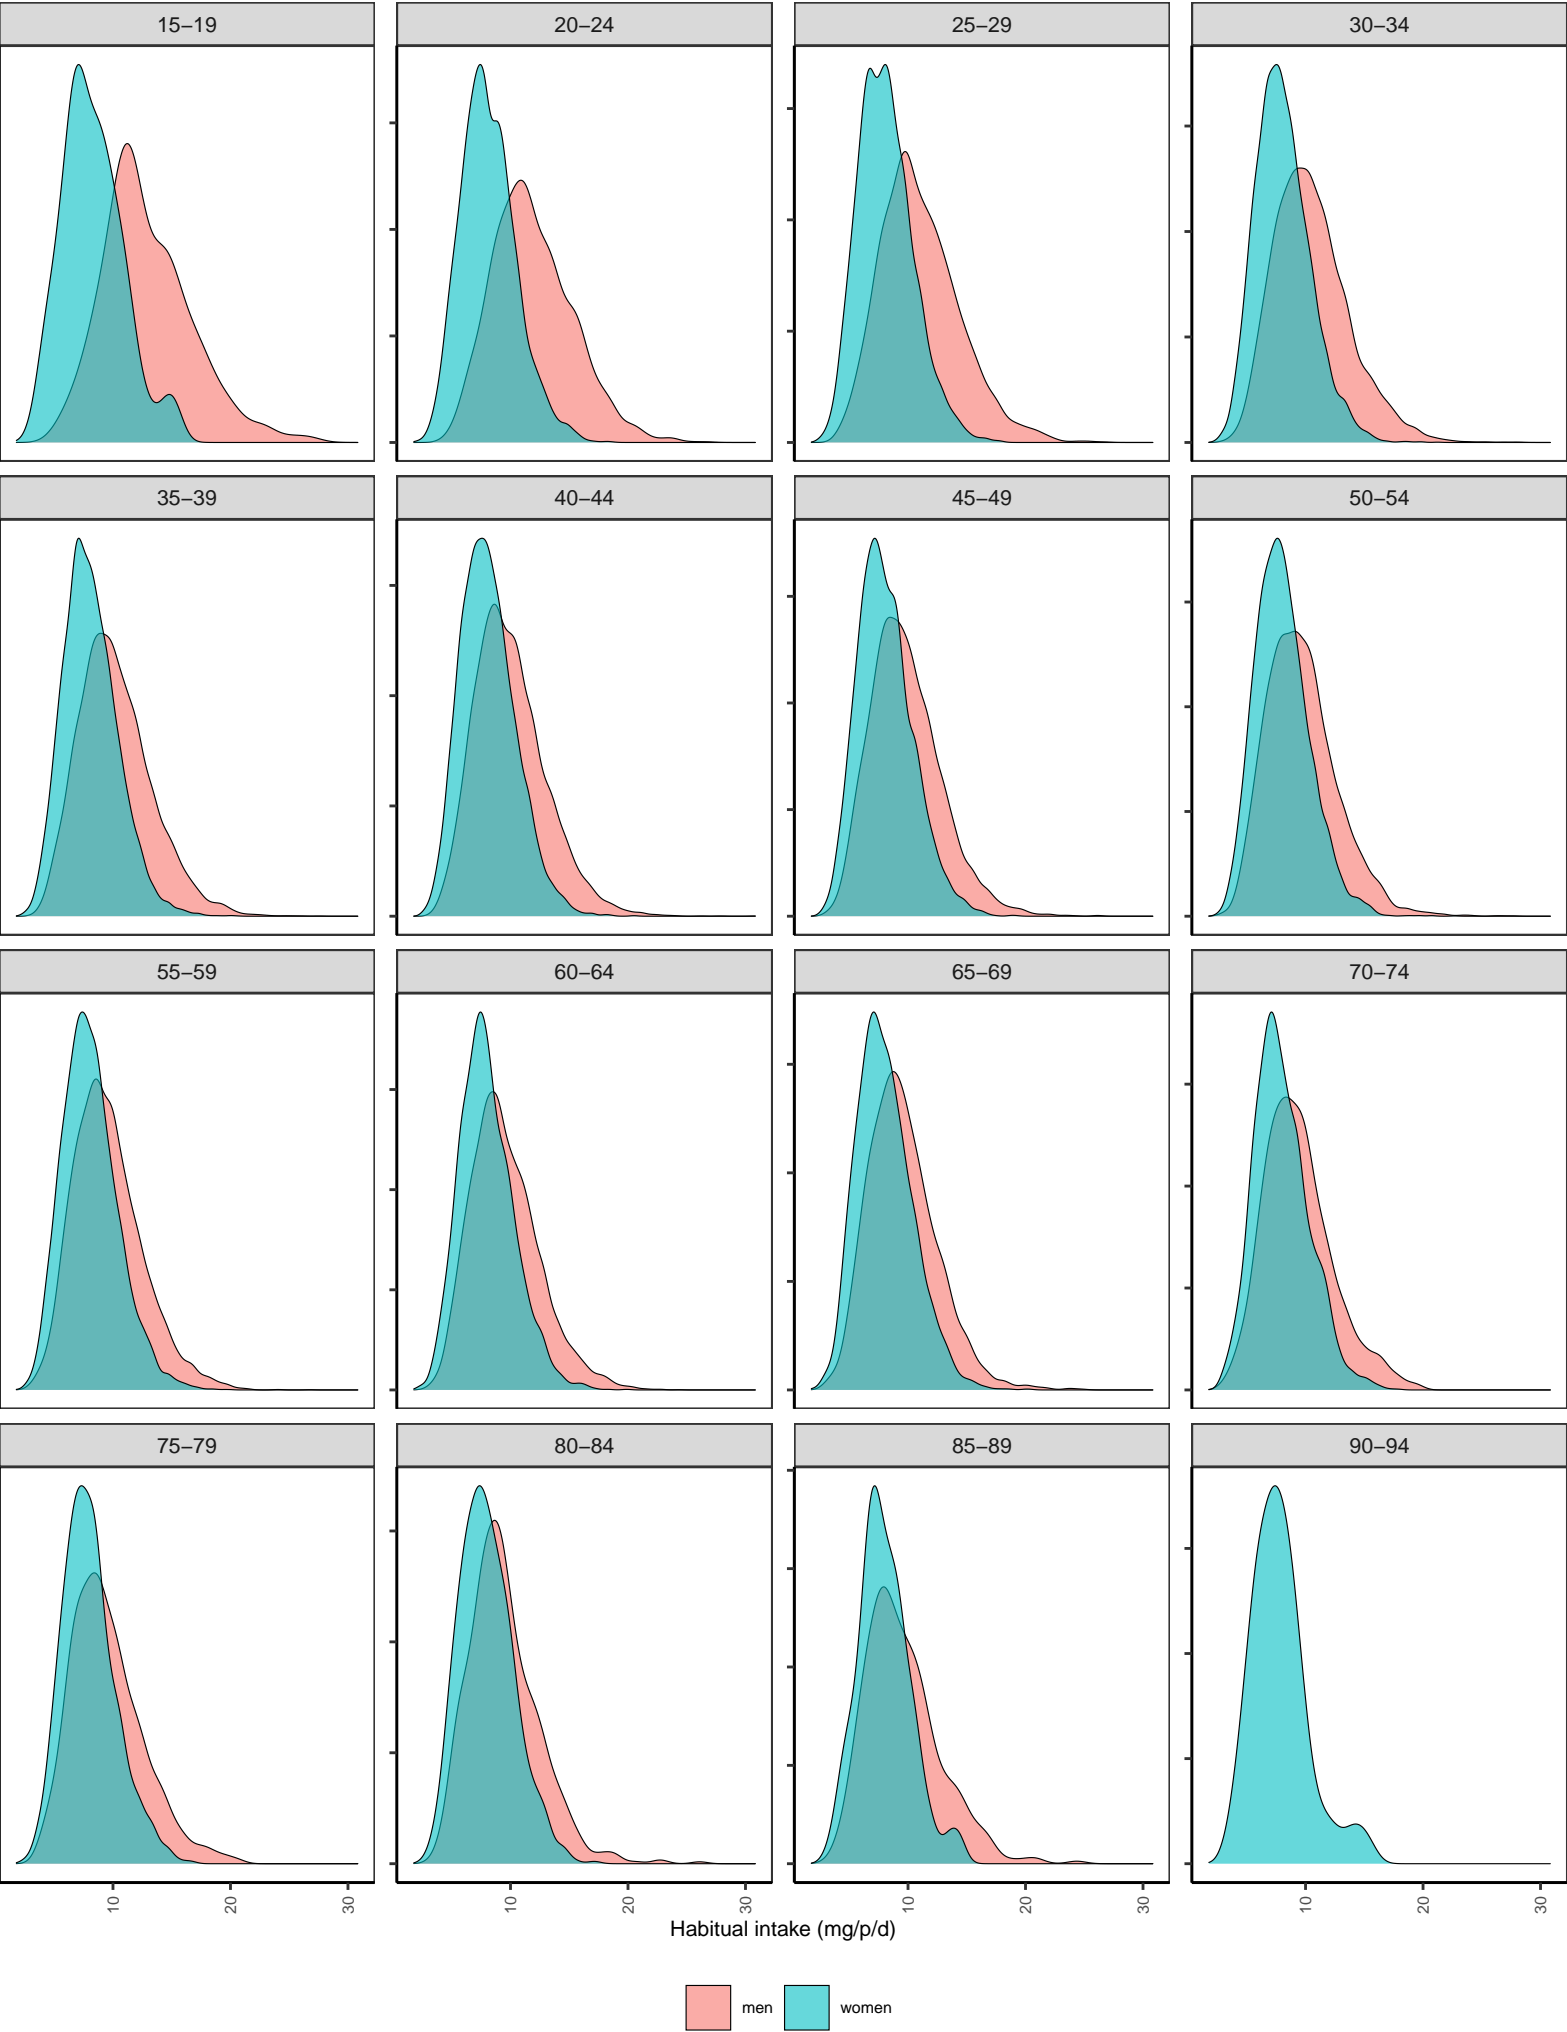 15–19 20–24 25–29 30–34
35–39 40–44 45–49 50–54
55–59 60–64 65–69 70–74
75–79 80–84 85–89 90–94
10 20 30 10 20 30 10 20 30 10 20 30
Habitual intake (mg/p/d)
men women